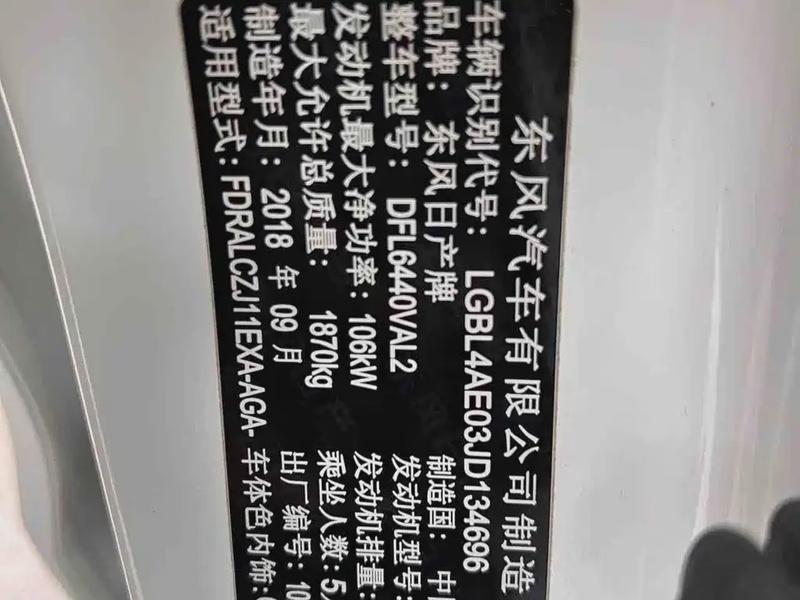 东风汽车有限公司制造
车辆识别代号: LGBL4AE03JD134696
品牌: 东风日产牌 制造国: 中
整车型号: DFL6440VAL2 发动机型号:
发动机最大净功率: 106kW 发动机排量:
最大允许总质量: 1870kg 乘坐人数: 5
制造年月: 2018 年 09 月 出厂编号: 10
适用型式: FDRALCZJ11EXA-AGA- 车体色内饰: